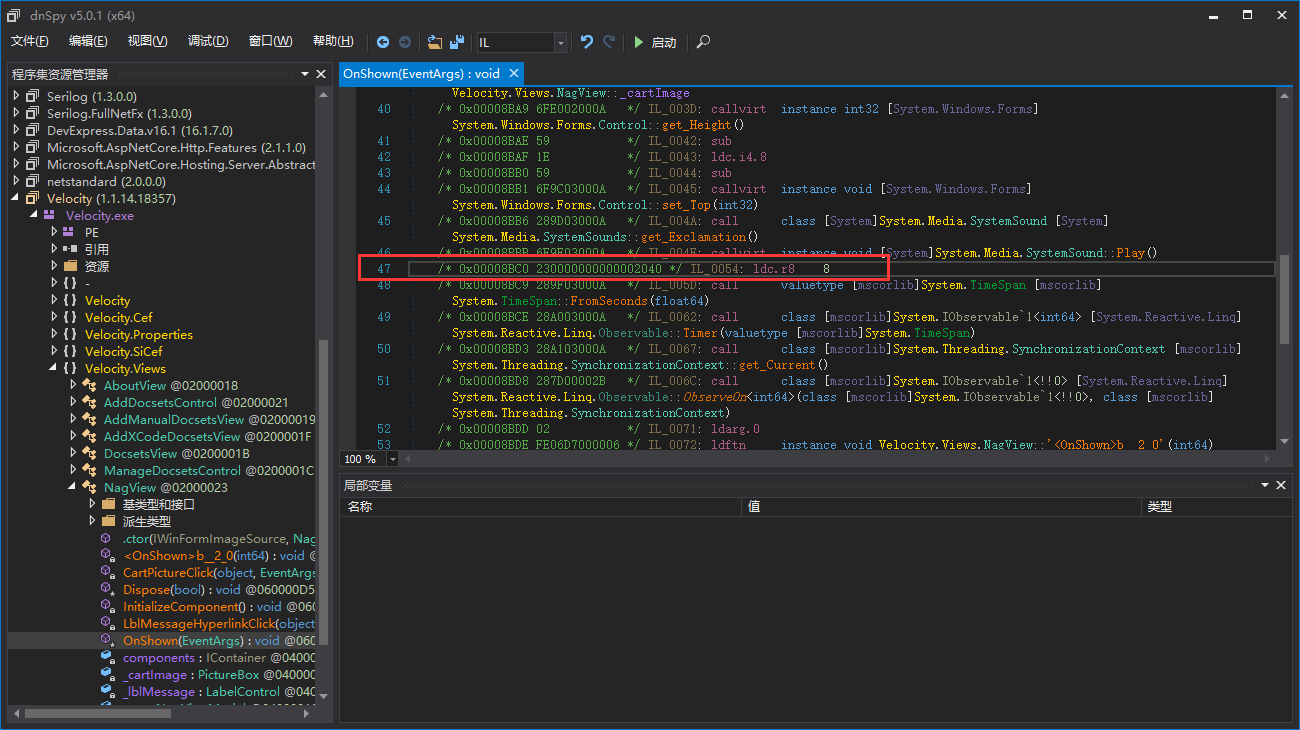 dnSpy v5.0.1 (x64)
文件(F) 编辑(E) 视图(V) 调试(D) 窗口(W) 帮助(H) IL 启动
程序集资源管理器
Serilog (1.3.0.0)
Serilog.FullNetFx (1.3.0.0)
DevExpress.Data.v16.1 (16.1.7.0)
Microsoft.AspNetCore.Http.Features (2.1.1.0)
Microsoft.AspNetCore.Hosting.Server.Abstract
netstandard (2.0.0.0)
Velocity (1.1.14.18357)
Velocity.exe
PE
引用
资源
{ } -
{ } Velocity
{ } Velocity.Cef
{ } Velocity.Properties
{ } Velocity.SiCef
{ } Velocity.Views
AboutView @02000018
AddDocsetsControl @02000021
AddManualDocsetsView @02000019
AddXCodeDocsetsView @0200001F
DocsetsView @0200001B
ManageDocsetsControl @0200001C
NagView @02000023
基类型和接口
派生类型
.ctor(IWinFormImageSource, Nag
<OnShown>b__2_0(int64) : void @
CartPictureClick(object, EventArgs
Dispose(bool) : void @060000D5
InitializeComponent() : void @060
LblMessageHyperlinkClick(object
OnShown(EventArgs) : void @060
components : IContainer @04000
_cartImage : PictureBox @040000
_lblMessage : LabelControl @040
OnShown(EventArgs) : void
Velocity.Views.NagView::_cartImage
40 /* 0x00008BA9 6FE002000A */ IL_003D: callvirt instance int32 [System.Windows.Forms]
System.Windows.Forms.Control::get_Height()
41 /* 0x00008BAE 59 */ IL_0042: sub
42 /* 0x00008BAF 1E */ IL_0043: ldc.i4.8
43 /* 0x00008BB0 59 */ IL_0044: sub
44 /* 0x00008BB1 6F9C03000A */ IL_0045: callvirt instance void [System.Windows.Forms]
System.Windows.Forms.Control::set_Top(int32)
45 /* 0x00008BB6 289D03000A */ IL_004A: call class [System]System.Media.SystemSound [System]
System.Media.SystemSounds::get_Exclamation()
46 /* 0x00008BBB 6F9E03000A */ IL_004F: callvirt instance void [System]System.Media.SystemSound::Play()
47 /* 0x00008BC0 230000000000002040 */ IL_0054: ldc.r8 8
48 /* 0x00008BC9 289F03000A */ IL_005D: call valuetype [mscorlib]System.TimeSpan [mscorlib]
System.TimeSpan::FromSeconds(float64)
49 /* 0x00008BCE 28A003000A */ IL_0062: call class [mscorlib]System.IObservable`1<int64> [System.Reactive.Linq]
System.Reactive.Linq.Observable::Timer(valuetype [mscorlib]System.TimeSpan)
50 /* 0x00008BD3 28A103000A */ IL_0067: call class [mscorlib]System.Threading.SynchronizationContext [mscorlib]
System.Threading.SynchronizationContext::get_Current()
51 /* 0x00008BD8 287D00002B */ IL_006C: call class [mscorlib]System.IObservable`1<!!0> [System.Reactive.Linq]
System.Reactive.Linq.Observable::ObserveOn<int64>(class [mscorlib]System.IObservable`1<!!0>, class [mscorlib]
System.Threading.SynchronizationContext)
52 /* 0x00008BDD 02 */ IL_0071: ldarg.0
53 /* 0x00008BDE FE06D7000006 */ IL_0072: ldftn instance void Velocity.Views.NagView::'<OnShown>b__2_0'(int64)
100 %
局部变量
名称 值 类型